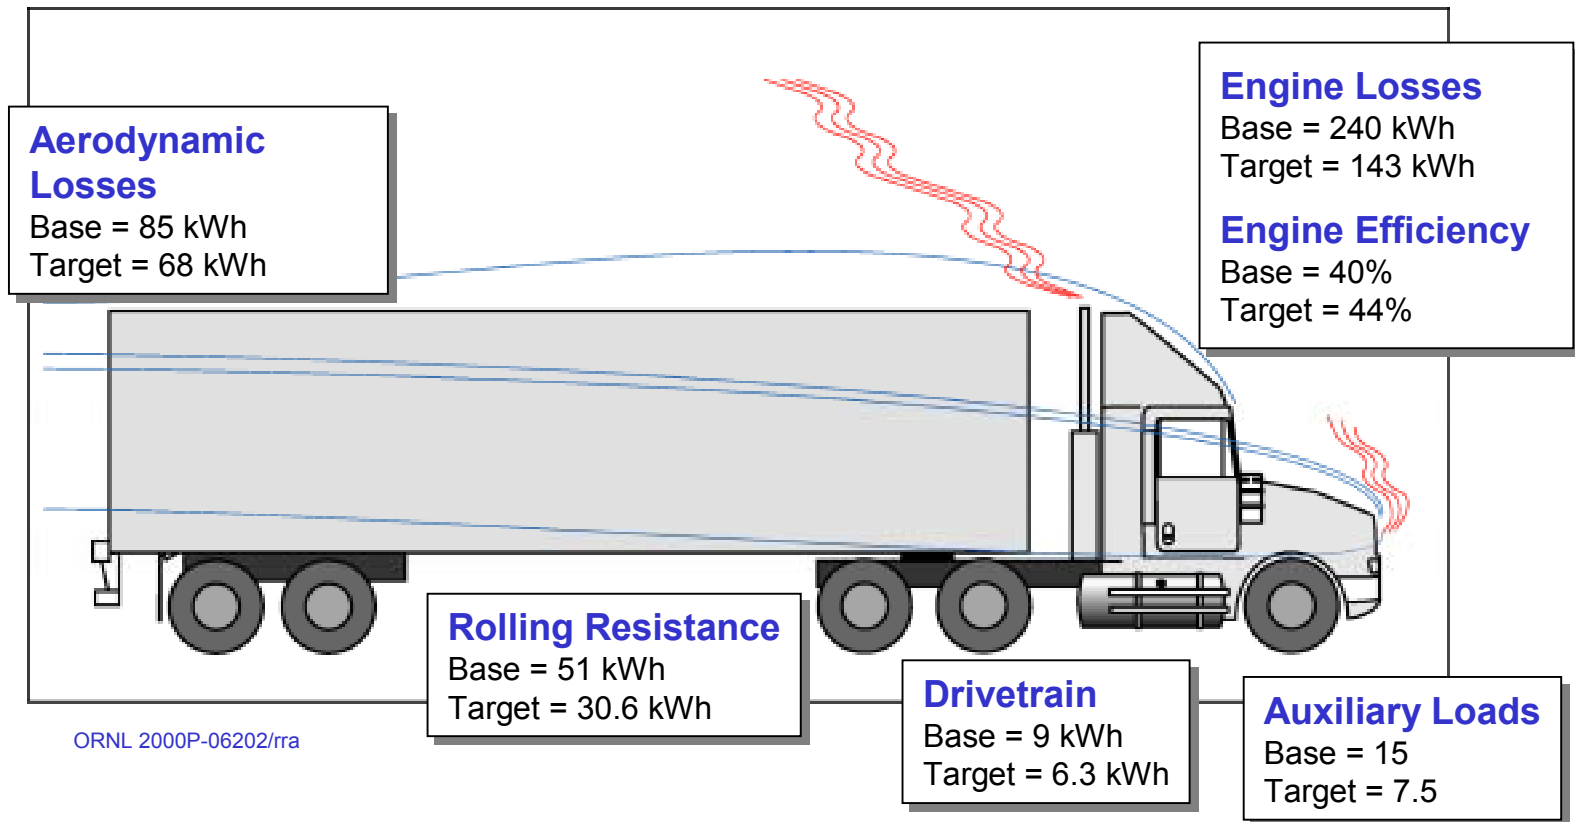 Aerodynamic
Losses
Base = 85 kWh
Target = 68 kWh
Engine Losses
Base = 240 kWh
Target = 143 kWh
Engine Efficiency
Base = 40%
Target = 44%
Rolling Resistance
Base = 51 kWh
Target = 30.6 kWh
Drivetrain
Base = 9 kWh
Target = 6.3 kWh
Auxiliary Loads
Base = 15
Target = 7.5
ORNL 2000P-06202/rra